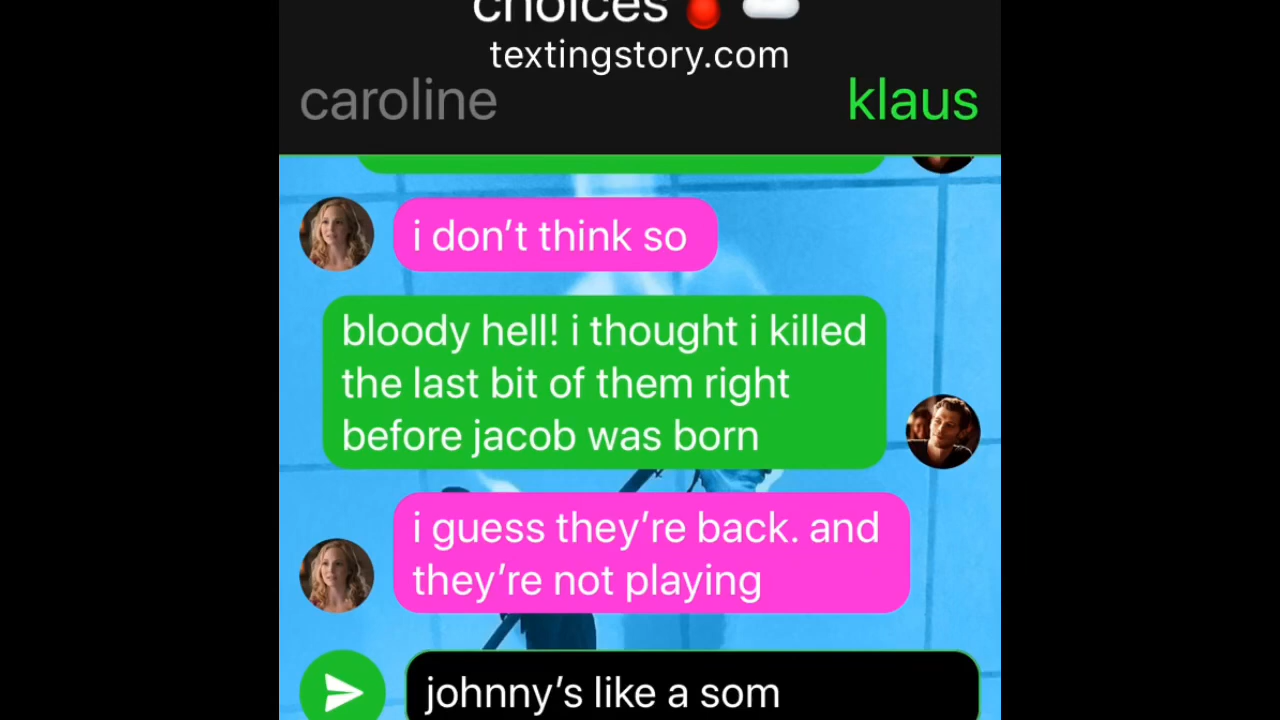 choices
textingstory.com
caroline
klaus
i don’t think so
bloody hell! i thought i killed
the last bit of them right
before jacob was born
i guess they’re back. and
they’re not playing
johnny’s like a som